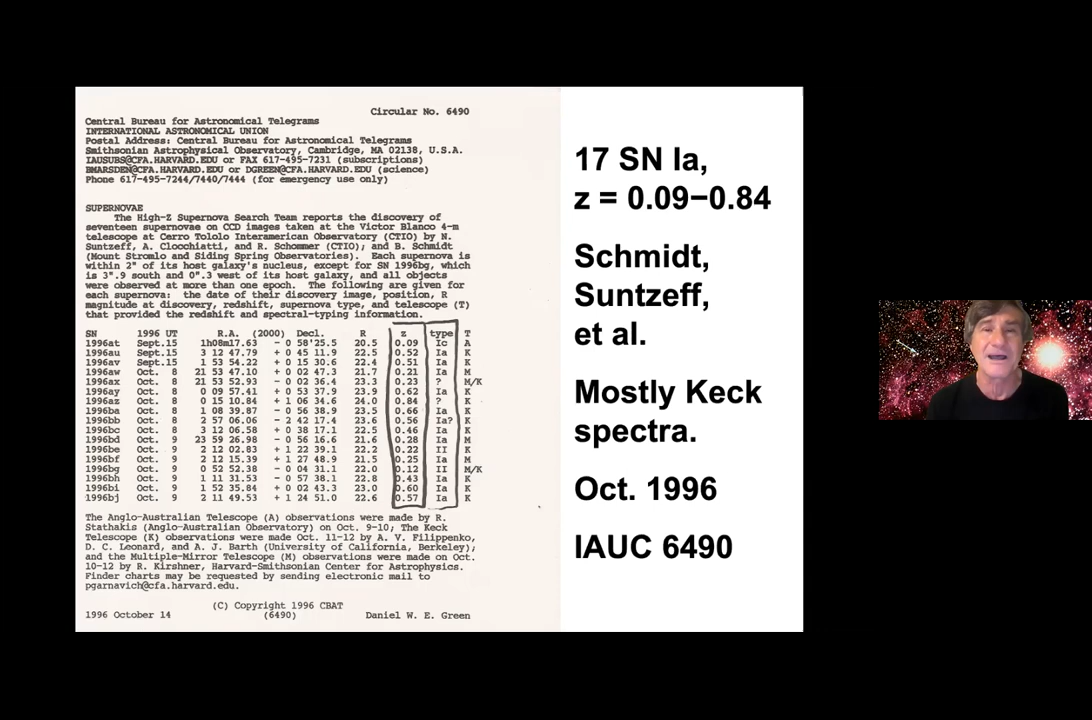 Circular No. 6490
Central Bureau for Astronomical Telegrams
INTERNATIONAL ASTRONOMICAL UNION
Postal Address: Central Bureau for Astronomical Telegrams
Smithsonian Astrophysical Observatory, Cambridge, MA 02138, U.S.A.
IAUSUBS@CFA.HARVARD.EDU or FAX 617-495-7231 (subscriptions)
BMARSDEN@CFA.HARVARD.EDU or DGREEN@CFA.HARVARD.EDU (science)
Phone 617-495-7244/7440/7444 (for emergency use only)
SUPERNOVAE
The High-Z Supernova Search Team reports the discovery of
seventeen supernovae on CCD images taken at the Victor Blanco 4-m
telescope at Cerro Tololo Interamerican Observatory (CTIO) by N.
Suntzeff, A. Clocchiatti, and R. Schommer (CTIO); and B. Schmidt
(Mount Stromlo and Siding Spring Observatories). Each supernova is
within 2" of its host galaxy's nucleus, except for SN 1996bg, which
is 3".9 south and 0".3 west of its host galaxy, and all objects
were observed at more than one epoch. The following are given for
each supernova: the date of their discovery image, position, R
magnitude at discovery, redshift, supernova type, and telescope (T)
that provided the redshift and spectral-typing information.
SN 1996 UT R.A. (2000) Decl. R z type T
1996at Sept.15 1h08m17.63 - 0 58'25.5 20.5 0.09 Ic A
1996au Sept.15 3 12 47.79 + 0 45 11.9 22.5 0.52 Ia K
1996av Sept.15 1 53 54.22 + 0 15 30.6 22.4 0.51 Ia K
1996aw Oct. 8 21 53 47.10 + 0 02 47.3 21.7 0.21 Ia M
1996ax Oct. 8 21 53 52.93 - 0 02 36.4 23.3 0.23 ? M/K
1996ay Oct. 8 0 09 57.41 + 0 53 37.9 23.9 0.62 Ia K
1996az Oct. 8 0 15 10.84 + 1 06 34.6 24.0 0.84 ? K
1996ba Oct. 8 1 08 39.87 - 0 56 38.9 23.5 0.66 Ia K
1996bb Oct. 8 2 57 06.06 - 2 42 17.4 23.6 0.56 Ia? K
1996bc Oct. 8 3 12 06.58 + 0 38 17.1 22.5 0.46 Ia K
1996bd Oct. 9 23 59 26.98 - 0 56 16.6 21.6 0.28 Ia M
1996be Oct. 9 2 12 02.83 + 1 22 39.1 22.2 0.22 II K
1996bf Oct. 9 2 12 15.39 + 1 27 48.9 21.5 0.25 Ia M
1996bg Oct. 9 0 52 52.38 - 0 04 31.1 22.0 0.12 II M/K
1996bh Oct. 9 1 11 31.53 - 0 57 38.1 22.8 0.43 Ia K
1996bi Oct. 9 1 52 35.84 + 0 02 43.3 23.0 0.60 Ia K
1996bj Oct. 9 2 11 49.53 + 1 24 51.0 22.6 0.57 Ia K
The Anglo-Australian Telescope (A) observations were made by R.
Stathakis (Anglo-Australian Observatory) on Oct. 9-10; The Keck
Telescope (K) observations were made Oct. 11-12 by A. V. Filippenko,
D. C. Leonard, and A. J. Barth (University of California, Berkeley);
and the Multiple-Mirror Telescope (M) observations were made on Oct.
10-12 by R. Kirshner, Harvard-Smithsonian Center for Astrophysics.
Finder charts may be requested by sending electronic mail to
pgarnavich@cfa.harvard.edu.
(C) Copyright 1996 CBAT
1996 October 14 (6490) Daniel W. E. Green
17 SN Ia,
z = 0.09−0.84
Schmidt,
Suntzeff,
et al.
Mostly Keck
spectra.
Oct. 1996
IAUC 6490